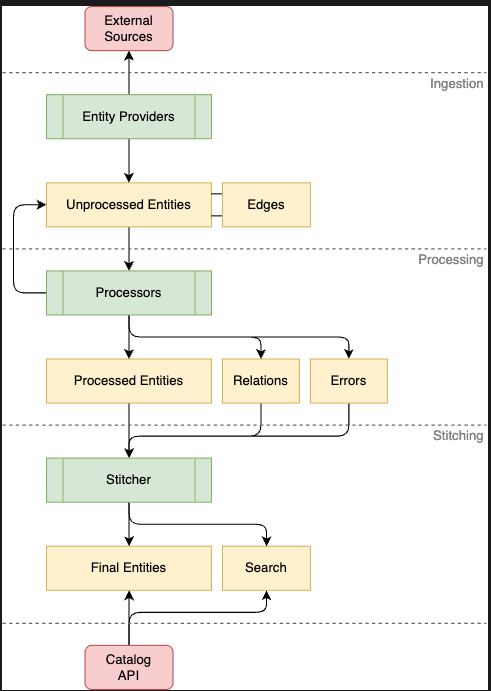 External
Sources
Ingestion
Entity Providers
Unprocessed Entities
Edges
Processing
Processors
Processed Entities
Relations
Errors
Stitching
Stitcher
Final Entities
Search
Catalog
API